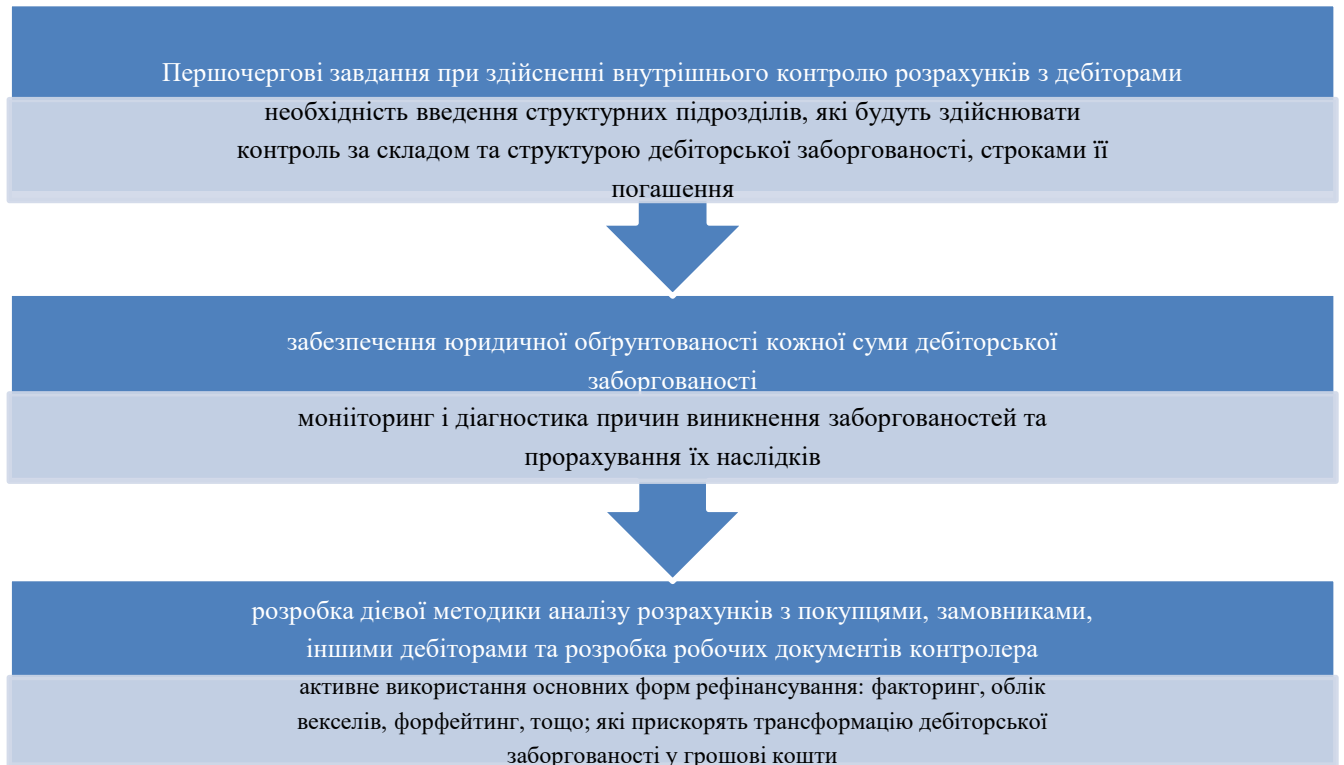 Першочергові завдання при здійсненні внутрішнього контролю розрахунків з дебіторами
необхідність введення структурних підрозділів, які будуть здійснювати
контроль за складом та структурою дебіторської заборгованості, строками її
погашення
забезпечення юридичної обґрунтованості кожної суми дебіторської
заборгованості
моніiторинг і діагностика причин виникнення заборгованостей та
прорахування їх наслідків
розробка дієвої методики аналізу розрахунків з покупцями, замовниками,
іншими дебіторами та розробка робочих документів контролера
активне використання основних форм рефінансування: факторинг, облік
векселів, форфейтинг, тощо; які прискорять трансформацію дебіторської
заборгованості у грошові кошти